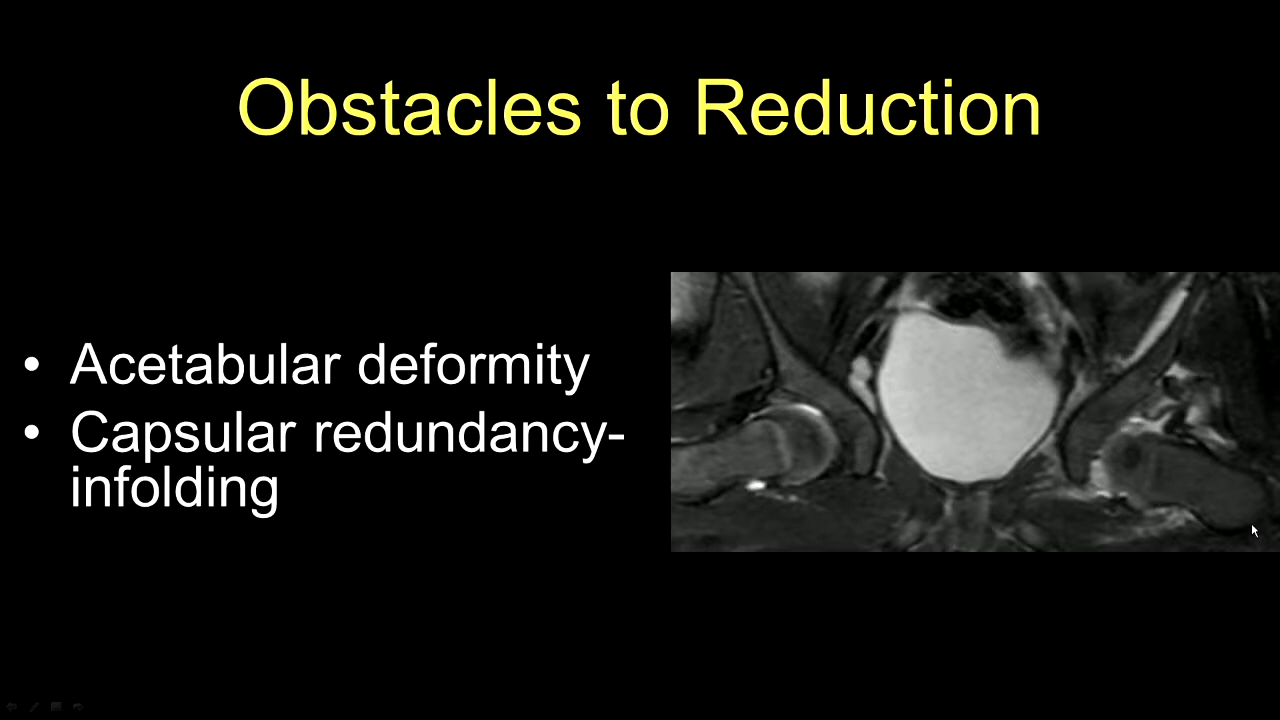 Obstacles to Reduction
• Acetabular deformity
• Capsular redundancy-
infolding